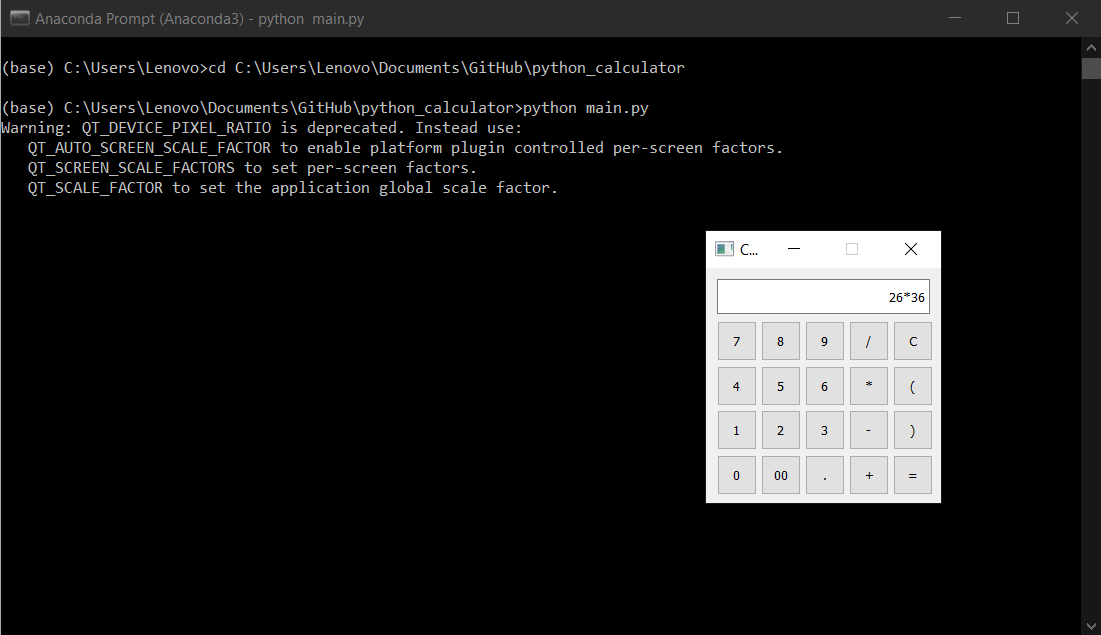 Anaconda Prompt (Anaconda3) - python  main.py
(base) C:\Users\Lenovo>cd C:\Users\Lenovo\Documents\GitHub\python_calculator
(base) C:\Users\Lenovo\Documents\GitHub\python_calculator>python main.py
Warning: QT_DEVICE_PIXEL_RATIO is deprecated. Instead use:
   QT_AUTO_SCREEN_SCALE_FACTOR to enable platform plugin controlled per-screen factors.
   QT_SCREEN_SCALE_FACTORS to set per-screen factors.
   QT_SCALE_FACTOR to set the application global scale factor.
C...
26*36
7 8 9 / C
4 5 6 * (
1 2 3 - )
0 00 . + =